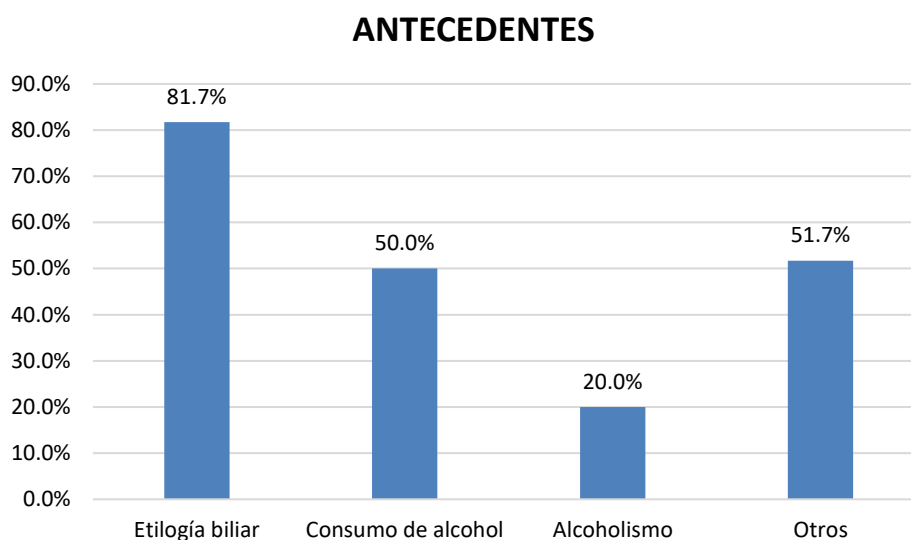 ANTECEDENTES
90.0%
80.0%
70.0%
60.0%
50.0%
40.0%
30.0%
20.0%
10.0%
0.0%
81.7%
50.0%
20.0%
51.7%
Etilogía biliar
Consumo de alcohol
Alcoholismo
Otros